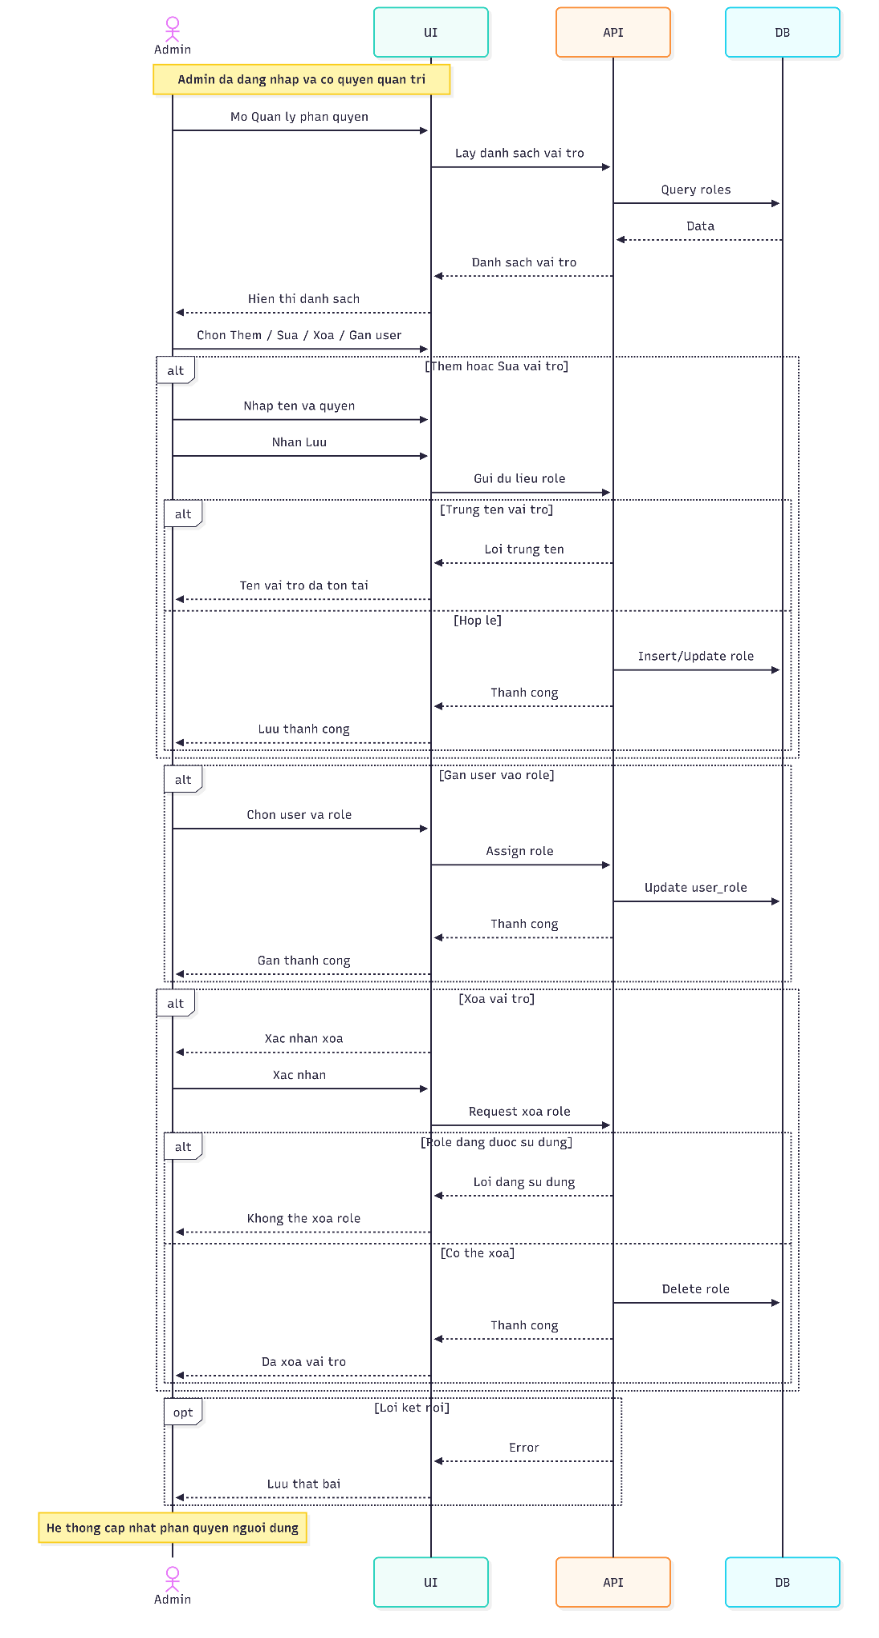 Admin
UI
API
DB
Admin da dang nhap va co quyen quan tri
Mo Quan ly phan quyen
Lay danh sach vai tro
Query roles
Data
Danh sach vai tro
Hien thi danh sach
Chon Them / Sua / Xoa / Gan user
alt
[Them hoac Sua vai tro]
Nhap ten va quyen
Nhan Luu
Gui du lieu role
alt
[Trung ten vai tro]
Loi trung ten
Ten vai tro da ton tai
[Hop le]
Insert/Update role
Thanh cong
Luu thanh cong
alt
[Gan user vao role]
Chon user va role
Assign role
Update user_role
Thanh cong
Gan thanh cong
alt
[Xoa vai tro]
Xac nhan xoa
Xac nhan
Request xoa role
alt
[Role dang duoc su dung]
Loi dang su dung
Khong the xoa role
[Co the xoa]
Delete role
Thanh cong
Da xoa vai tro
opt
[Loi ket noi]
Error
Luu that bai
He thong cap nhat phan quyen nguoi dung
Admin
UI
API
DB